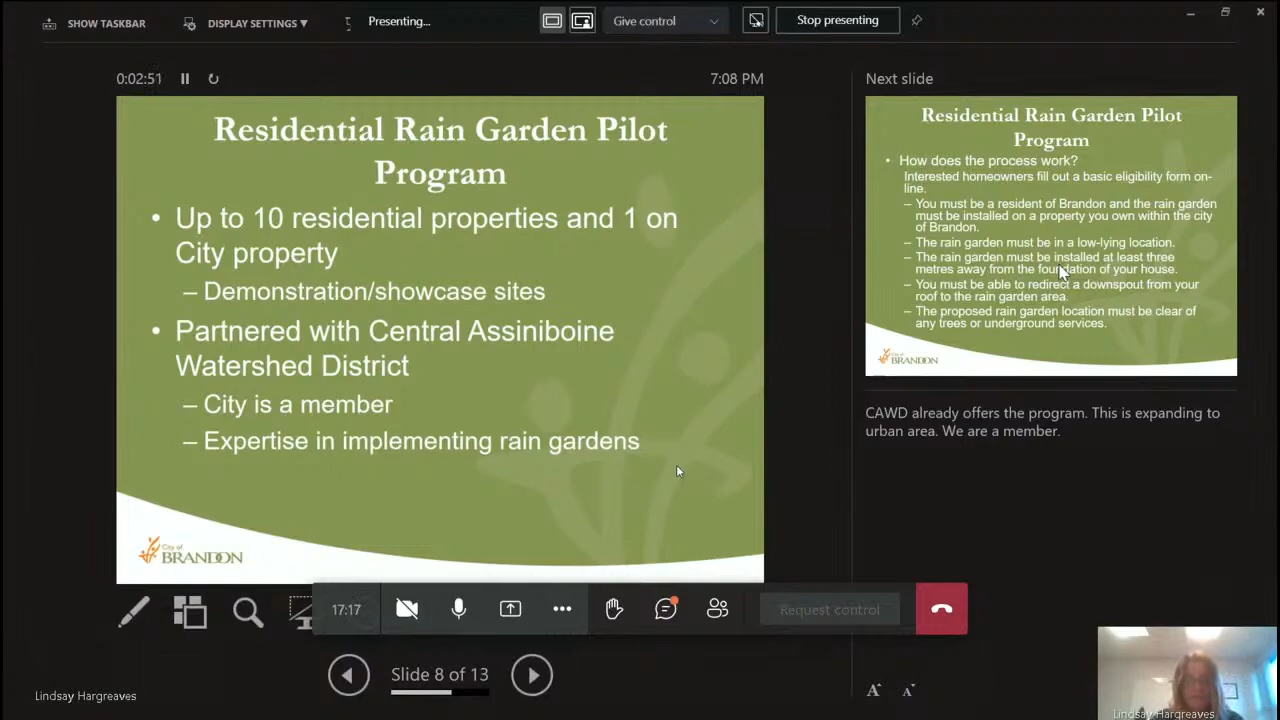 SHOW TASKBAR
DISPLAY SETTINGS ▼
Presenting...
Give control
Stop presenting
0:02:51
7:08 PM
Residential Rain Garden Pilot
Program
• Up to 10 residential properties and 1 on
City property
– Demonstration/showcase sites
• Partnered with Central Assiniboine
Watershed District
– City is a member
– Expertise in implementing rain gardens
City of
BRANDON
Next slide
Residential Rain Garden Pilot
Program
• How does the process work?
Interested homeowners fill out a basic eligibility form on-
line.
– You must be a resident of Brandon and the rain garden
must be installed on a property you own within the city
of Brandon.
– The rain garden must be in a low-lying location.
– The rain garden must be installed at least three
metres away from the foundation of your house.
– You must be able to redirect a downspout from your
roof to the rain garden area.
– The proposed rain garden location must be clear of
any trees or underground services.
City of
BRANDON
CAWD already offers the program. This is expanding to
urban area. We are a member.
17:17
Request control
Slide 8 of 13
A A
Lindsay Hargreaves
Lindsay Hargreaves